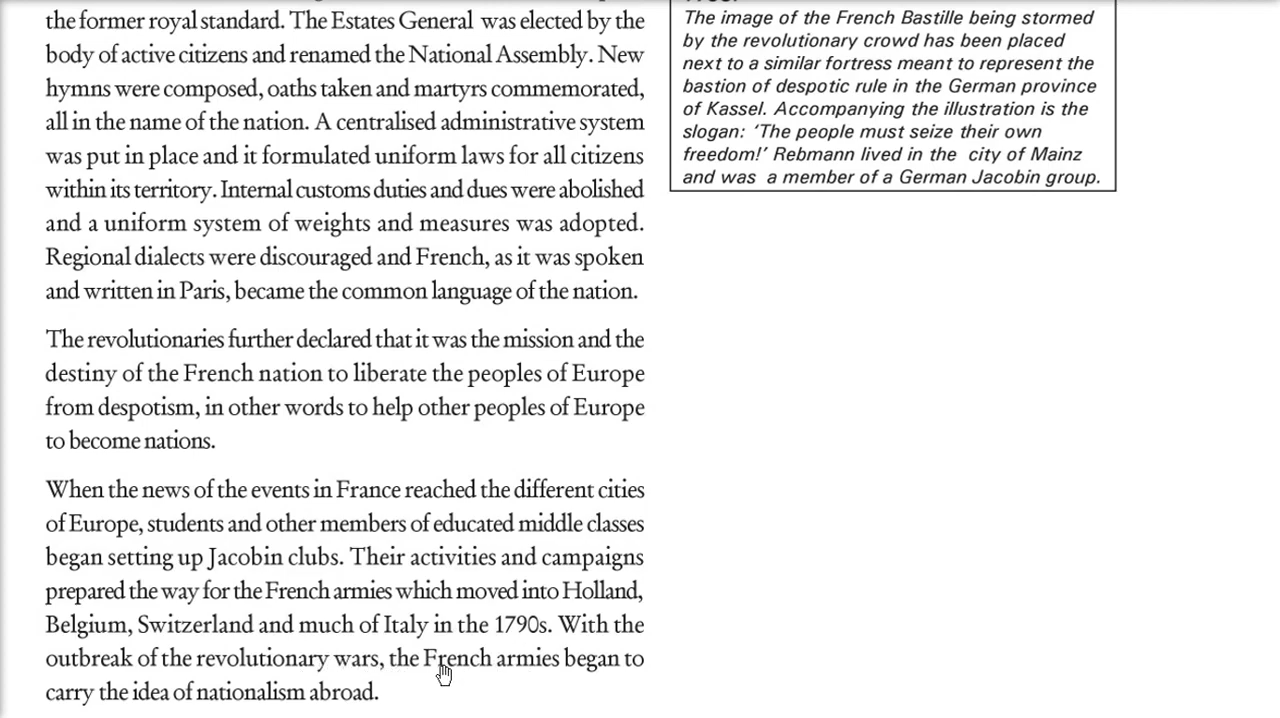 the former royal standard. The Estates General was elected by the
body of active citizens and renamed the National Assembly. New
hymns were composed, oaths taken and martyrs commemorated,
all in the name of the nation. A centralised administrative system
was put in place and it formulated uniform laws for all citizens
within its territory. Internal customs duties and dues were abolished
and a uniform system of weights and measures was adopted.
Regional dialects were discouraged and French, as it was spoken
and written in Paris, became the common language of the nation.
The revolutionaries further declared that it was the mission and the
destiny of the French nation to liberate the peoples of Europe
from despotism, in other words to help other peoples of Europe
to become nations.
When the news of the events in France reached the different cities
of Europe, students and other members of educated middle classes
began setting up Jacobin clubs. Their activities and campaigns
prepared the way for the French armies which moved into Holland,
Belgium, Switzerland and much of Italy in the 1790s. With the
outbreak of the revolutionary wars, the French armies began to
carry the idea of nationalism abroad.
The image of the French Bastille being stormed
by the revolutionary crowd has been placed
next to a similar fortress meant to represent the
bastion of despotic rule in the German province
of Kassel. Accompanying the illustration is the
slogan: ‘The people must seize their own
freedom!’ Rebmann lived in the city of Mainz
and was a member of a German Jacobin group.